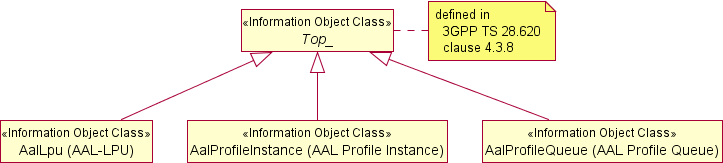 «Information Object Class»
Top_
defined in
3GPP TS 28.620
clause 4.3.8
«Information Object Class»
AalLpu (AAL-LPU)
«Information Object Class»
AalProfileInstance (AAL Profile Instance)
«Information Object Class»
AalProfileQueue (AAL Profile Queue)